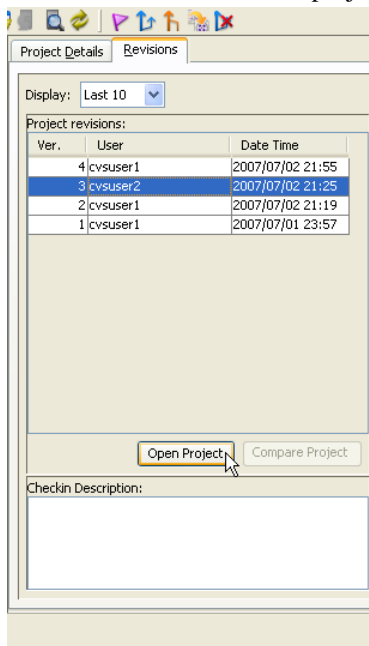 Project Details Revisions
Display: Last 10
Project revisions:
Ver. User Date Time
4 cvsuser1 2007/07/02 21:55
3 cvsuser2 2007/07/02 21:25
2 cvsuser1 2007/07/02 21:19
1 cvsuser1 2007/07/01 23:57
Open Project Compare Project
Checkin Description: